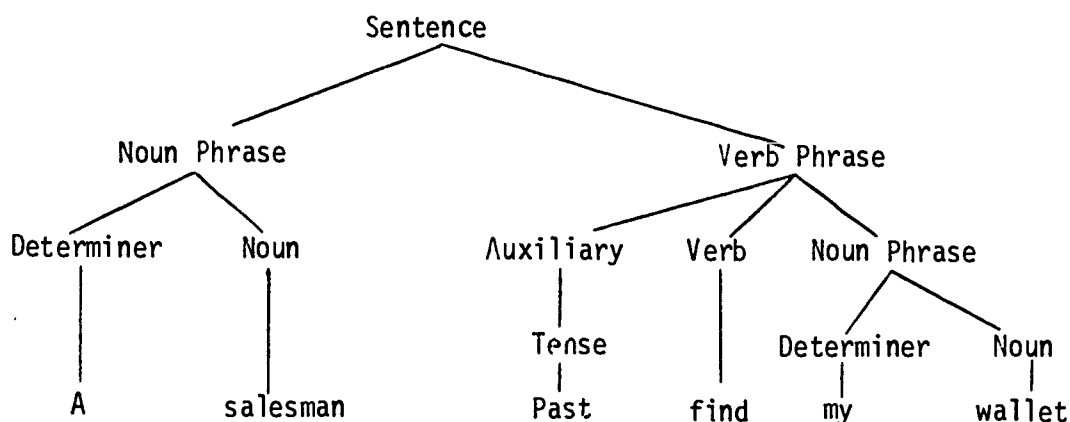 Sentence
Noun Phrase Verb Phrase
Determiner Noun Auxiliary Verb Noun Phrase
Tense Determiner Noun
A salesman Past find my wallet